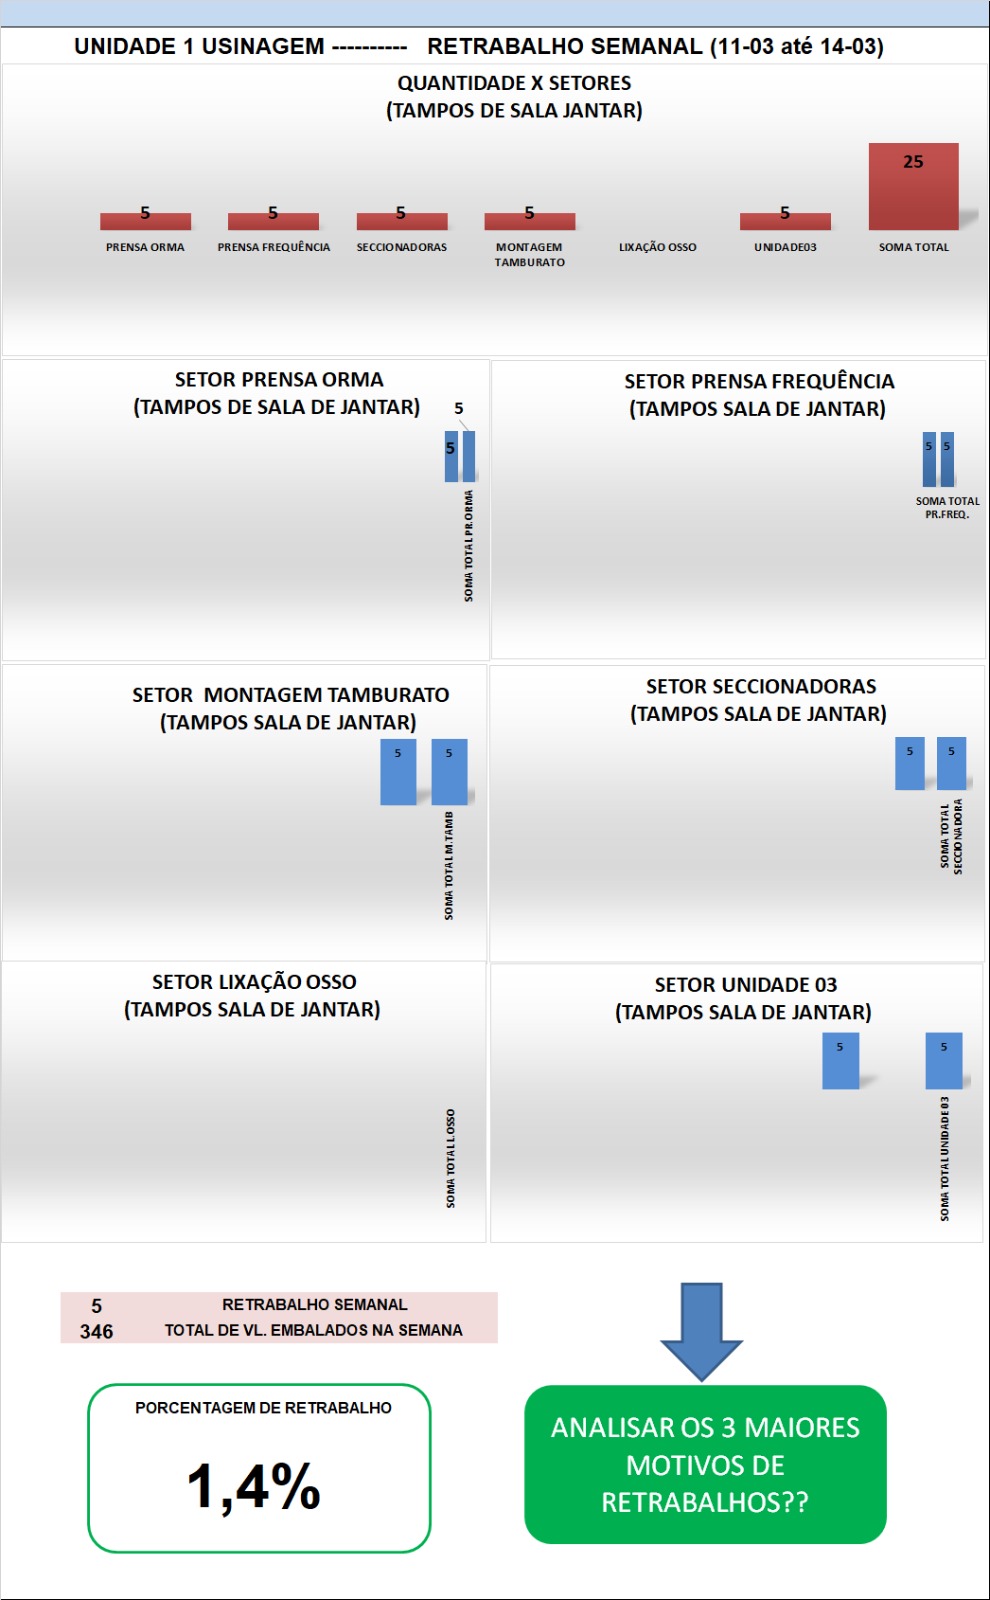 UNIDADE 1 USINAGEM ---------- RETRABALHO SEMANAL (11-03 até 14-03)
QUANTIDADE X SETORES
(TAMPOS DE SALA JANTAR)
5
5
5
5
5
25
PRENSA ORMA
PRENSA FREQUÊNCIA
SECCIONADORAS
MONTAGEM
TAMBURATO
LIXAÇÃO OSSO
UNIDADE03
SOMA TOTAL
SETOR PRENSA ORMA
(TAMPOS DE SALA DE JANTAR)
5
5
SOMA TOTAL PR.ORMA
SETOR PRENSA FREQUÊNCIA
(TAMPOS SALA DE JANTAR)
5
5
SOMA TOTAL
PR.FREQ.
SETOR MONTAGEM TAMBURATO
(TAMPOS SALA DE JANTAR)
5
5
SOMA TOTAL M.TAMB
SETOR SECCIONADORAS
(TAMPOS SALA DE JANTAR)
5
5
SOMA TOTAL
SECCIONADORA
SETOR LIXAÇÃO OSSO
(TAMPOS SALA DE JANTAR)
SOMA TOTAL L.OSSO
SETOR UNIDADE 03
(TAMPOS SALA DE JANTAR)
5
5
SOMA TOTAL UNIDADE 03
5 RETRABALHO SEMANAL
346 TOTAL DE VL. EMBALADOS NA SEMANA
PORCENTAGEM DE RETRABALHO
1,4%
ANALISAR OS 3 MAIORES
MOTIVOS DE
RETRABALHOS??